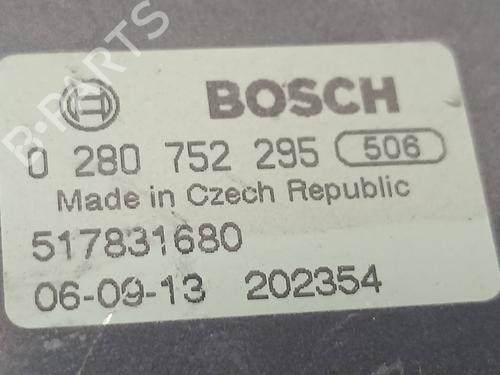 BOSCH
0 280 752 295 506
Made in Czech Republic
517831680
06-09-13 202354
B-PARTS